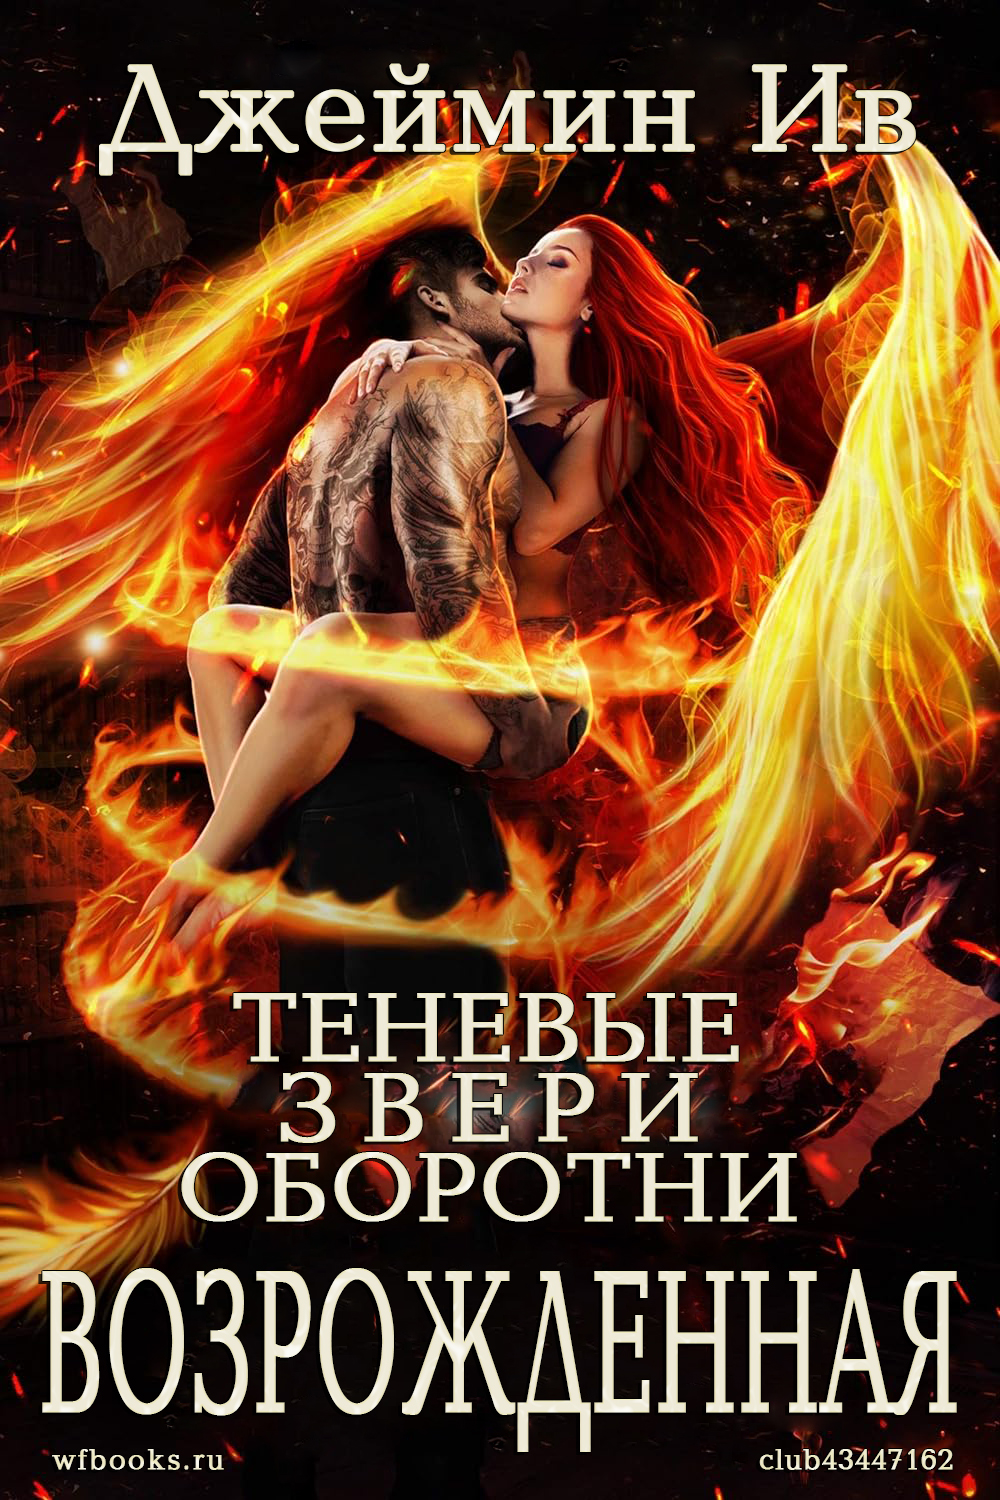 Джеймин Ив
ТЕНЕВЫЕ
ЗВЕРИ
ОБОРОТНИ
ВОЗРОЖДЕННАЯ
wfbooks.ru
club43447162